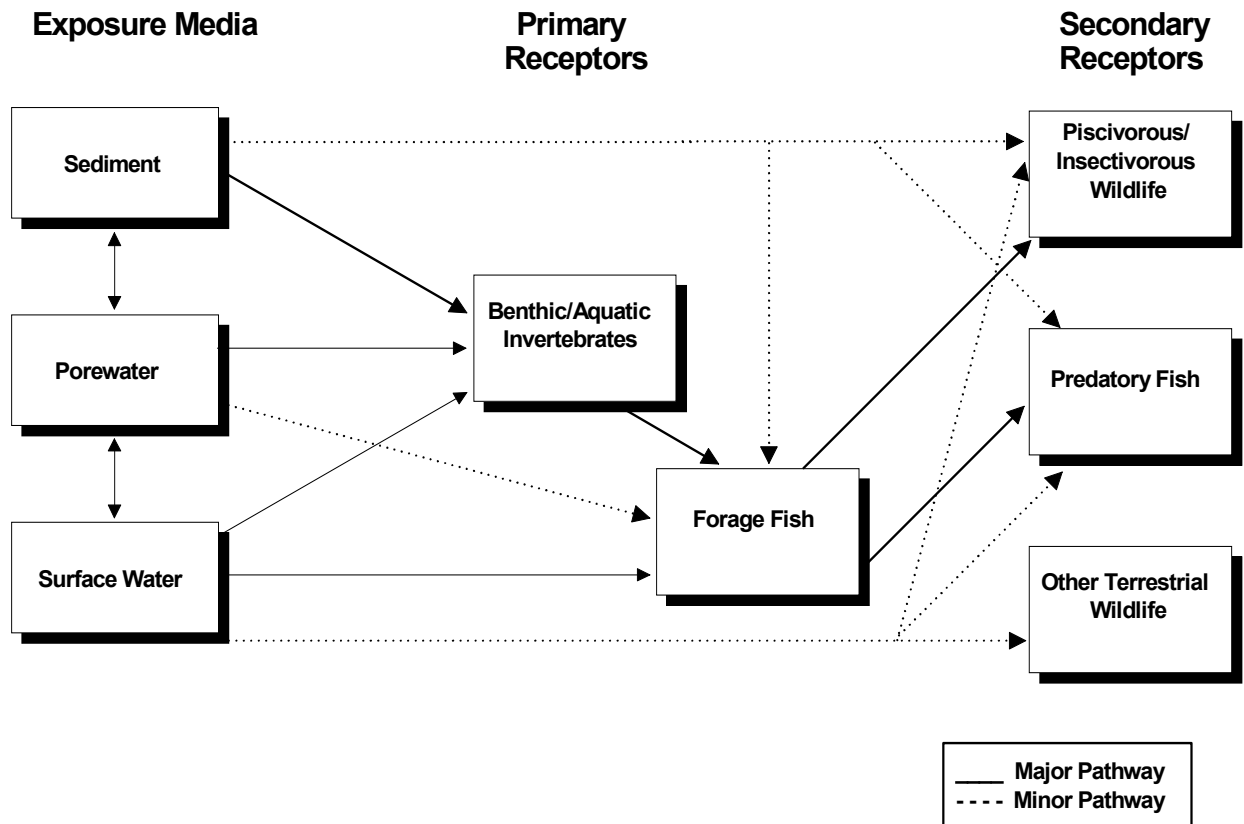 Exposure Media
Primary
Receptors
Secondary
Receptors
Sediment
Piscivorous/
Insectivorous
Wildlife
Benthic/Aquatic
Invertebrates
Porewater
Predatory Fish
Forage Fish
Surface Water
Other Terrestrial
Wildlife
Major Pathway
Minor Pathway